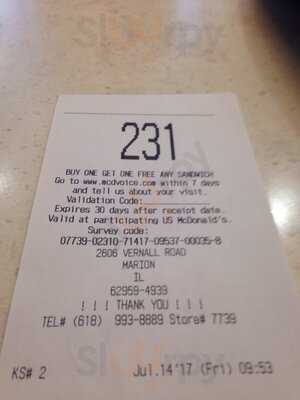 231
BUY ONE GET ONE FREE ANY SANDWICH
Go to www.mcdvoice.com within 7 days
and tell us about your visit.
Validation Code:
Expires 30 days after receipt date.
Valid at participating US McDonald's.
Survey code:
07739-02310-71417-09537-00035-8
2606 VERNALL ROAD
MARION
IL
62959-4939
! ! ! THANK YOU ! ! !
TEL# (618) 993-8889 Store# 7739
KS# 2 Jul.14'17 (Fri) 09:53